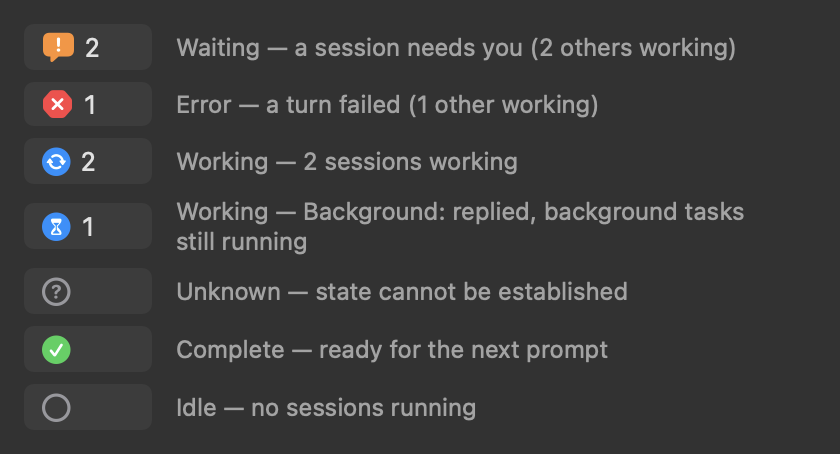 ! 2 Waiting — a session needs you (2 others working)
1 Error — a turn failed (1 other working)
2 Working — 2 sessions working
1 Working — Background: replied, background tasks
still running
? Unknown — state cannot be established
Complete — ready for the next prompt
Idle — no sessions running